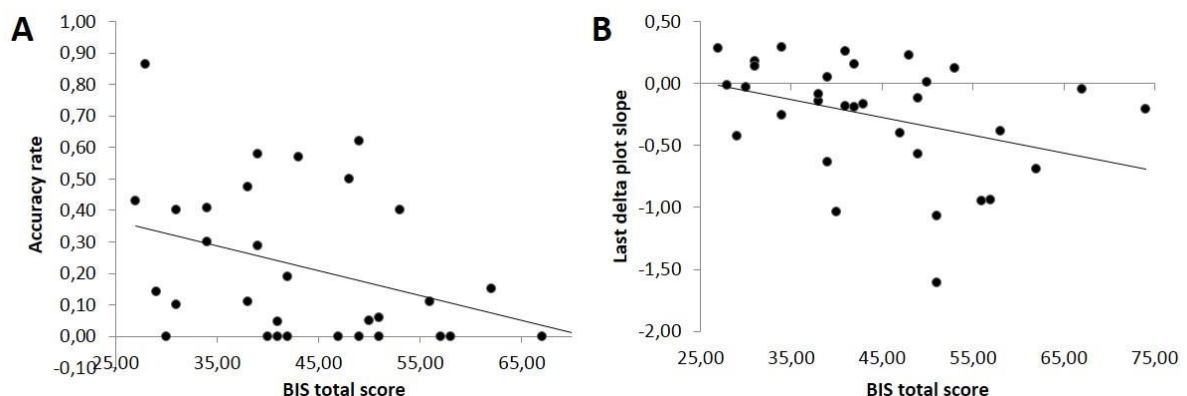 A
1,00
0,90
0,80
0,70
0,60
0,50
0,40
0,30
0,20
0,10
0,00
-0,10
25,00 35,00 45,00 55,00 65,00
Accuracy rate
BIS total score
B
0,50
0,00
-0,50
-1,00
-1,50
-2,00
25,00 35,00 45,00 55,00 65,00 75,00
Last delta plot slope
BIS total score